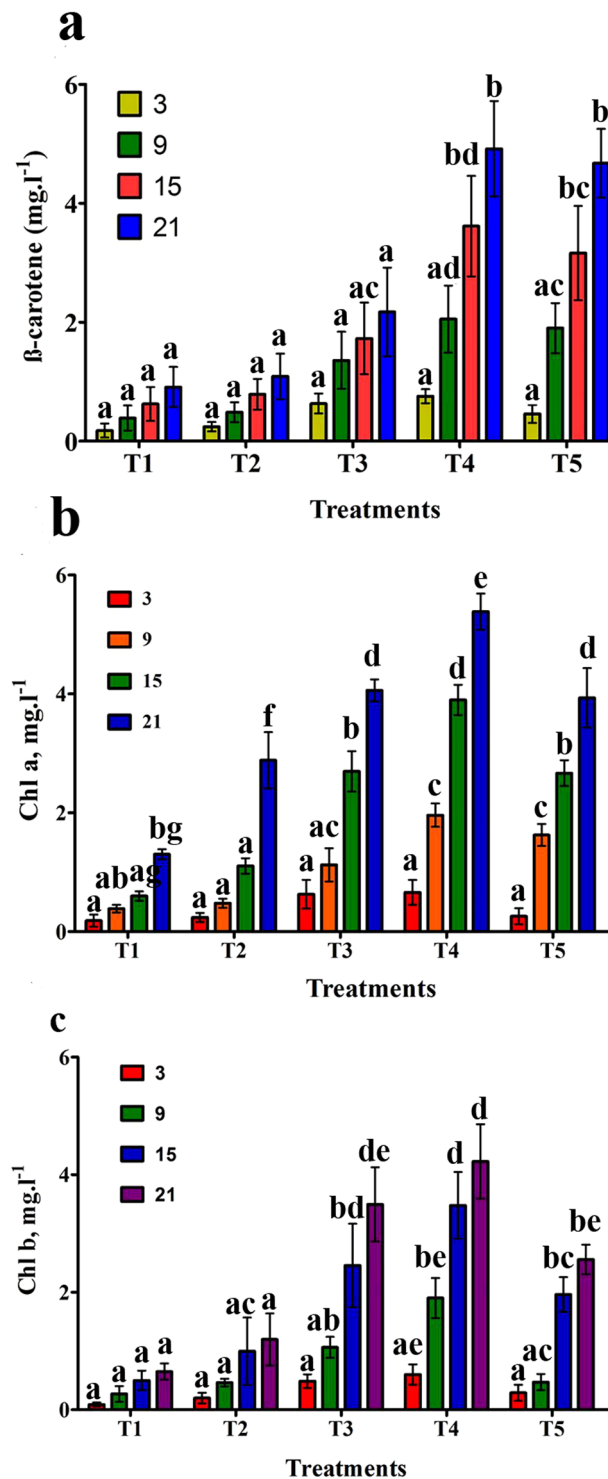 a
6
4
2
0
ß-carotene (mg.l-1)
3
9
15
21
a a a a
a a a a
a a ac a
a ad bd b
a ac bc b
T1 T2 T3 T4 T5
Treatments
b
6
4
2
0
Chl a, mg.l-1
3
9
15
21
a ab ag bg
a a a f
a ac b d
a c d e
a c b d
T1 T2 T3 T4 T5
Treatments
c
6
4
2
0
Chl b, mg.l-1
3
9
15
21
a a a a
a a ac a
a ab bd de
ae be d d
a ac bc be
T1 T2 T3 T4 T5
Treatments